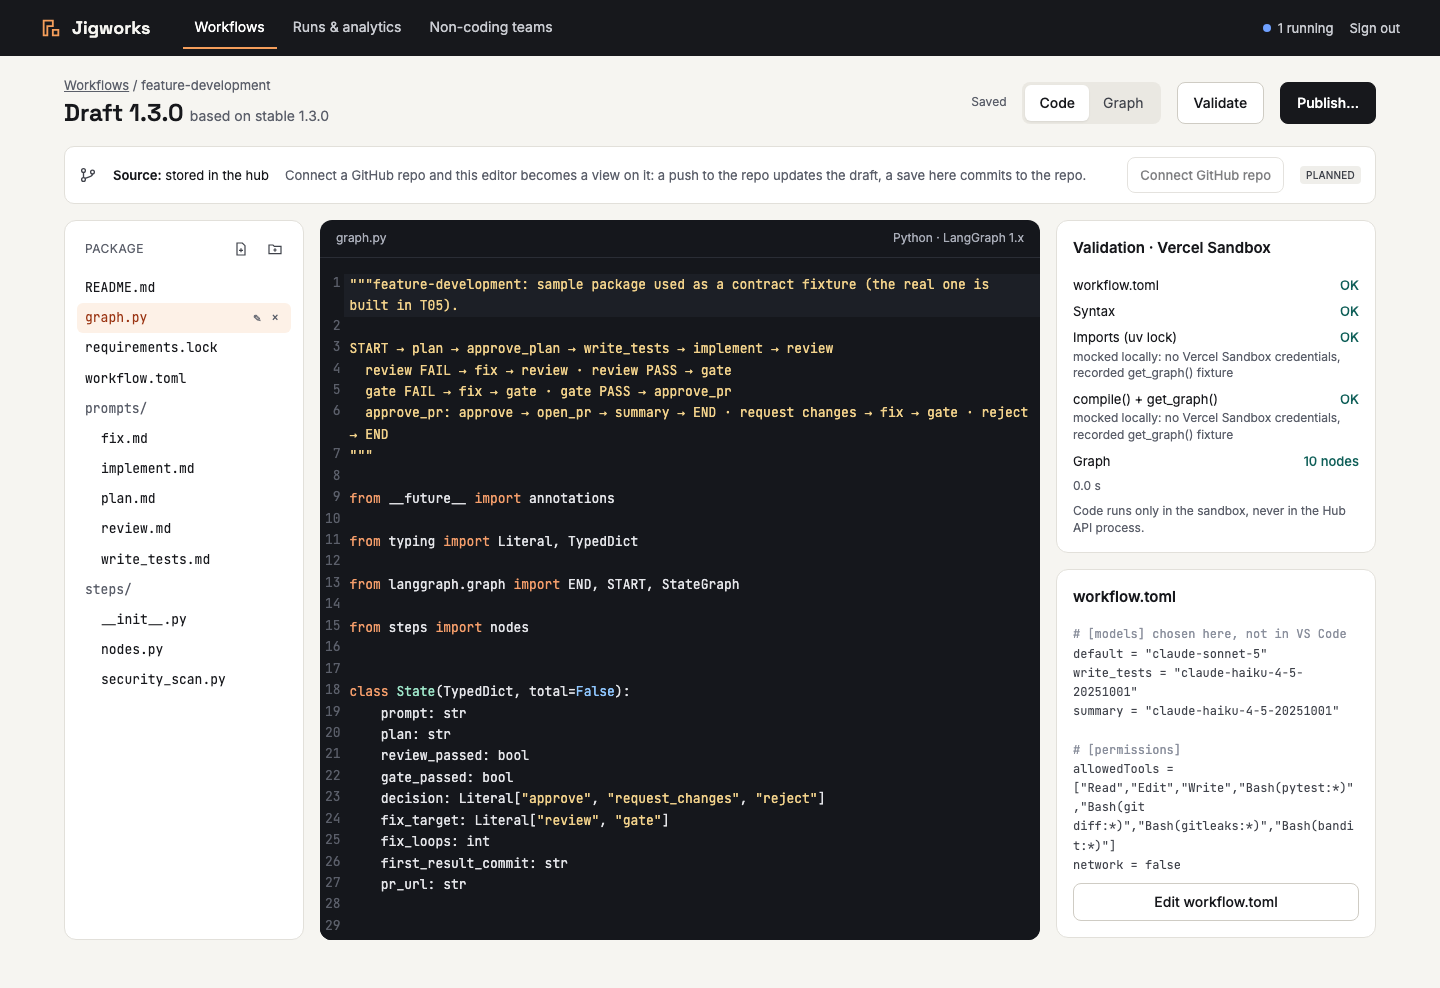 Jigworks
Workflows
Runs & analytics
Non-coding teams
1 running
Sign out
Workflows / feature-development
Draft 1.3.0 based on stable 1.3.0
Saved
Code
Graph
Validate
Publish...
Source: stored in the hub
Connect a GitHub repo and this editor becomes a view on it: a push to the repo updates the draft, a save here commits to the repo.
Connect GitHub repo
PLANNED
PACKAGE
README.md
graph.py
requirements.lock
workflow.toml
prompts/
fix.md
implement.md
plan.md
review.md
write_tests.md
steps/
__init__.py
nodes.py
security_scan.py
graph.py
Python · LangGraph 1.x
1 """feature-development: sample package used as a contract fixture (the real one is
built in T05).
2
3 START → plan → approve_plan → write_tests → implement → review
4   review FAIL → fix → review · review PASS → gate
5   gate FAIL → fix → gate · gate PASS → approve_pr
6   approve_pr: approve → open_pr → summary → END · request changes → fix → gate · reject
→ END
7 """
8
9 from __future__ import annotations
10
11 from typing import Literal, TypedDict
12
13 from langgraph.graph import END, START, StateGraph
14
15 from steps import nodes
16
17
18 class State(TypedDict, total=False):
19     prompt: str
20     plan: str
21     review_passed: bool
22     gate_passed: bool
23     decision: Literal["approve", "request_changes", "reject"]
24     fix_target: Literal["review", "gate"]
25     fix_loops: int
26     first_result_commit: str
27     pr_url: str
28
29
Validation · Vercel Sandbox
workflow.toml OK
Syntax OK
Imports (uv lock) OK
mocked locally: no Vercel Sandbox credentials,
recorded get_graph() fixture
compile() + get_graph() OK
mocked locally: no Vercel Sandbox credentials,
recorded get_graph() fixture
Graph 10 nodes
0.0 s
Code runs only in the sandbox, never in the Hub
API process.
workflow.toml
# [models] chosen here, not in VS Code
default = "claude-sonnet-5"
write_tests = "claude-haiku-4-5-
20251001"
summary = "claude-haiku-4-5-20251001"
# [permissions]
allowedTools =
["Read","Edit","Write","Bash(pytest:*)"
,"Bash(git
diff:*)","Bash(gitleaks:*)","Bash(bandi
t:*)"]
network = false
Edit workflow.toml